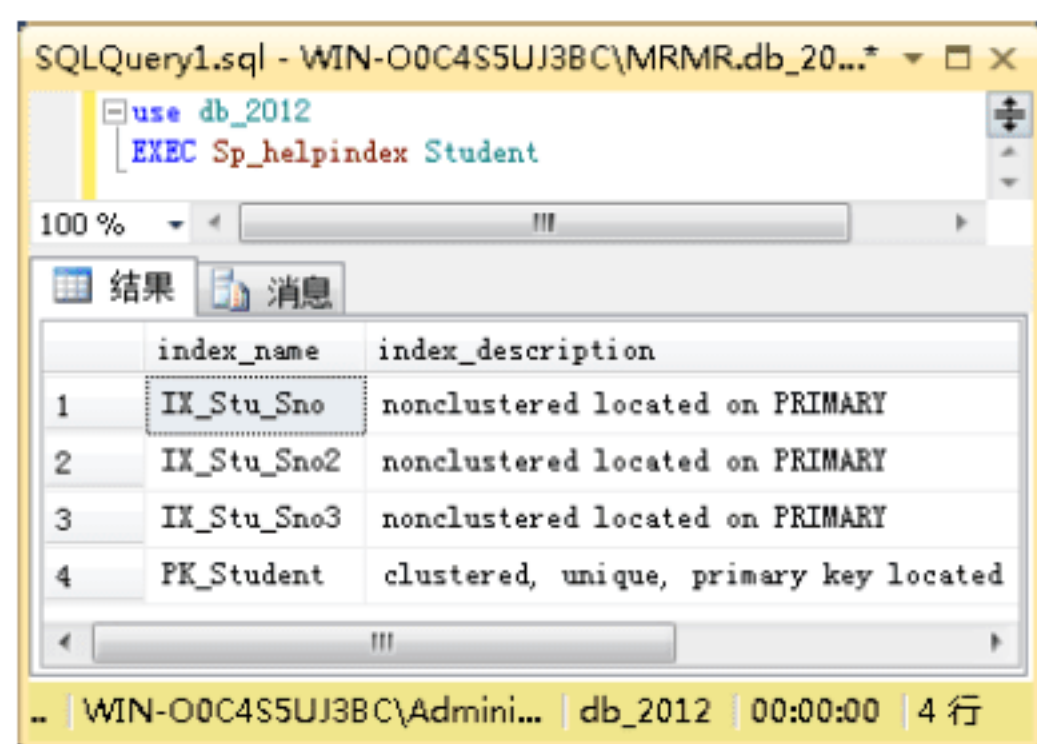 SQLQuery1.sql - WIN-O0C4S5UJ3BC\MRMR.db_20...*
use db_2012
EXEC Sp_helpindex Student
100 %
结果 消息
index_name index_description
1 IX_Stu_Sno nonclustered located on PRIMARY
2 IX_Stu_Sno2 nonclustered located on PRIMARY
3 IX_Stu_Sno3 nonclustered located on PRIMARY
4 PK_Student clustered, unique, primary key located
.. WIN-O0C4S5UJ3BC\Admini... db_2012 00:00:00 4 行